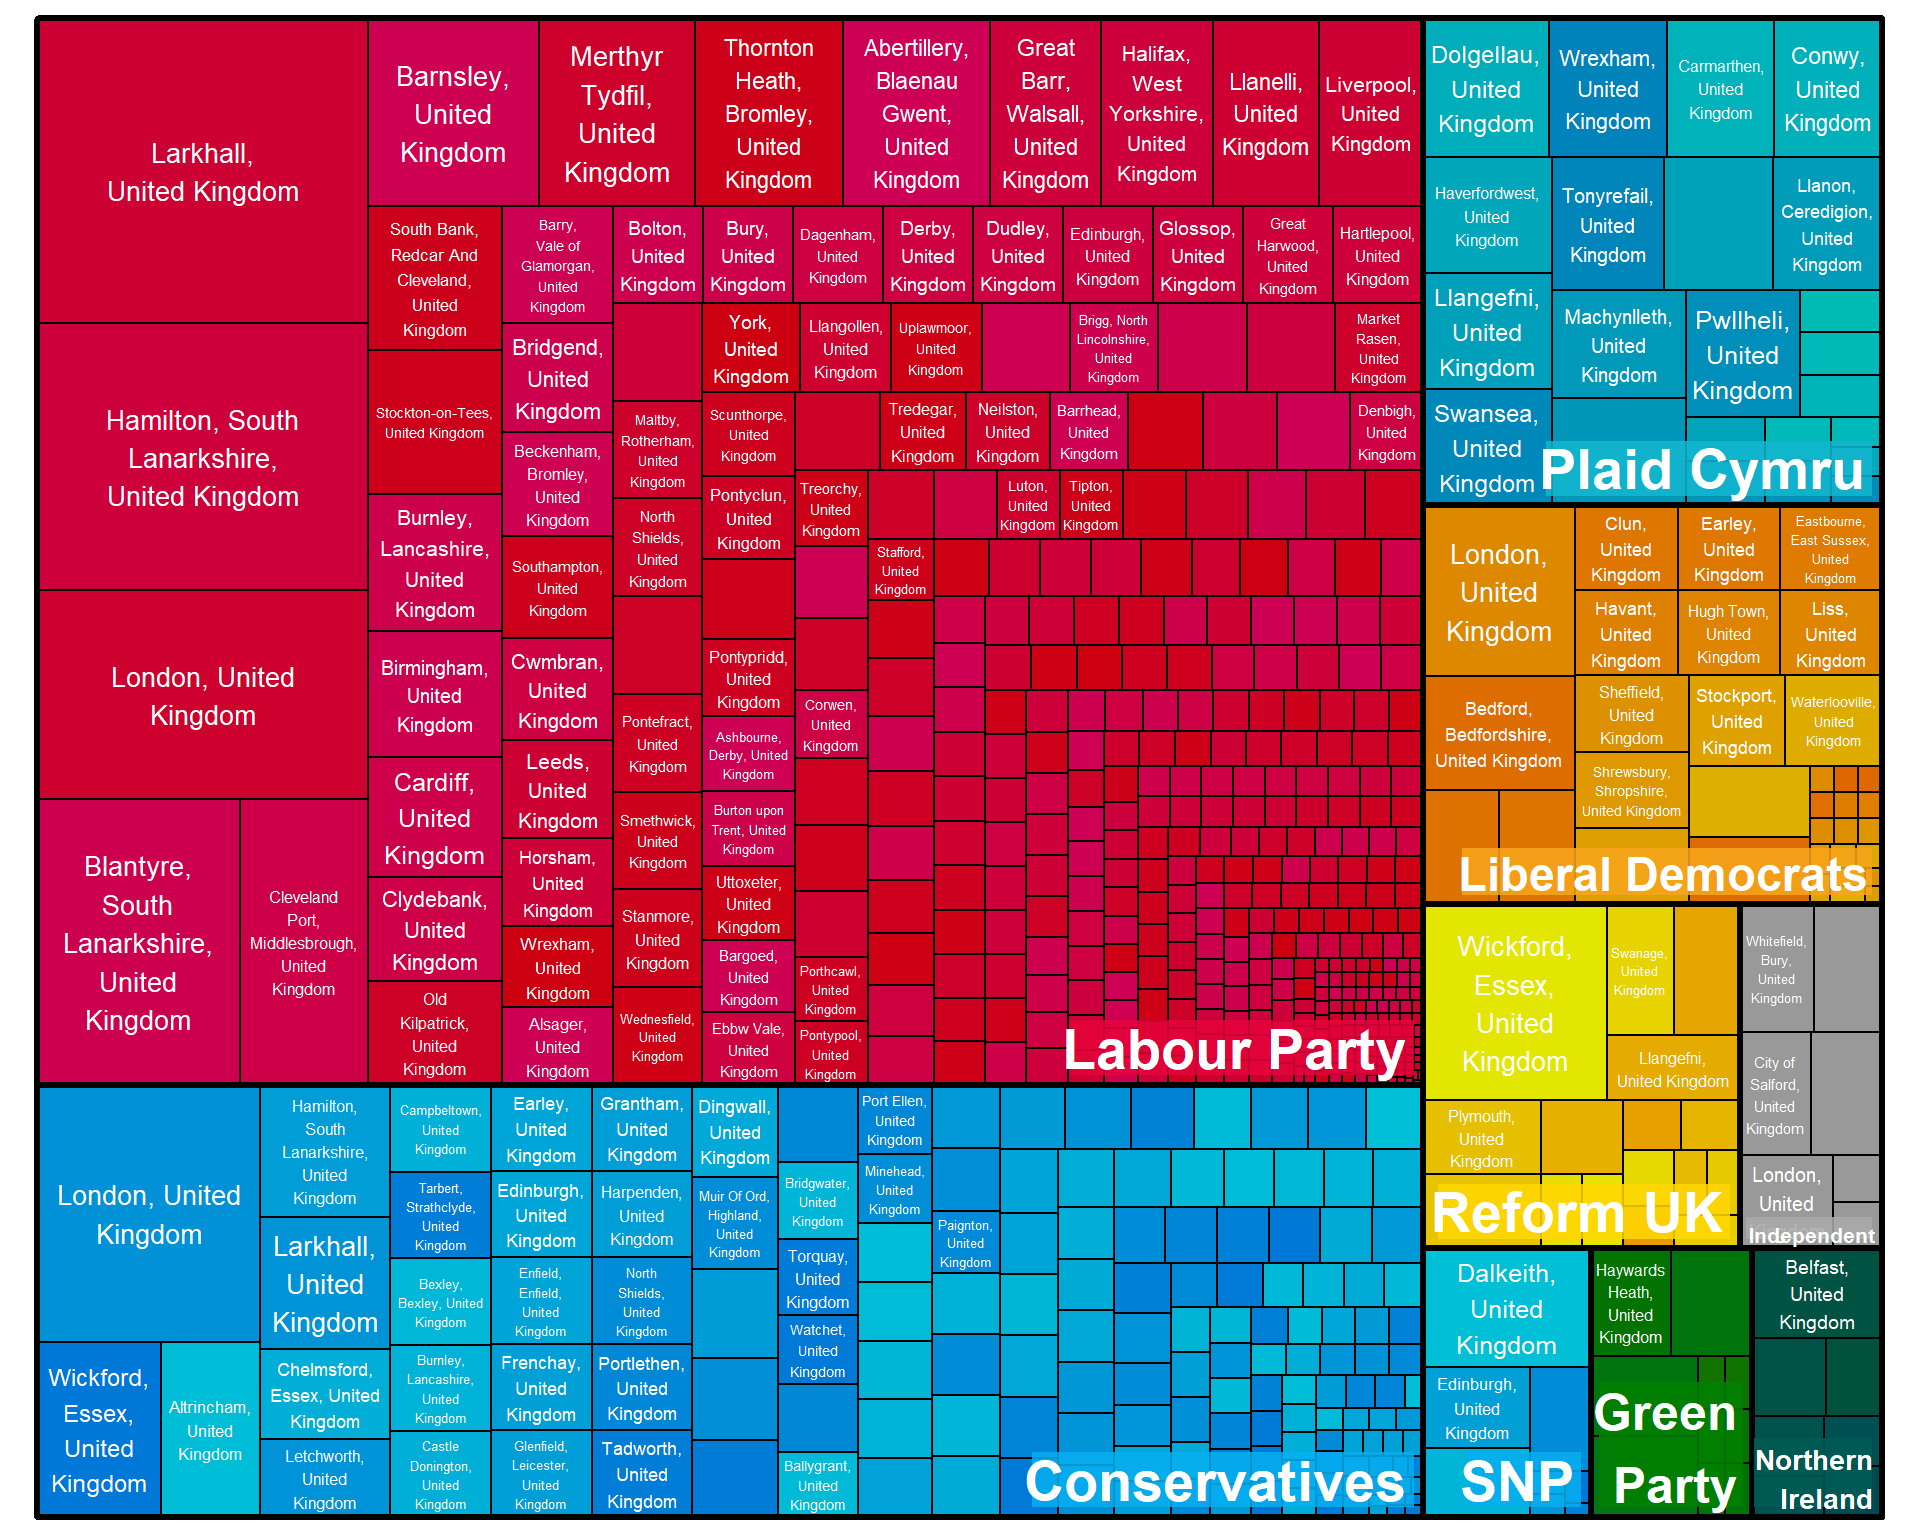 Larkhall,
United Kingdom
Hamilton, South
Lanarkshire,
United Kingdom
London, United
Kingdom
Blantyre,
South
Lanarkshire,
United
Kingdom
Cleveland
Port,
Middlesbrough,
United
Kingdom
Barnsley,
United
Kingdom
Merthyr
Tydfil,
United
Kingdom
Thornton
Heath,
Bromley,
United
Kingdom
Abertillery,
Blaenau
Gwent,
United
Kingdom
Great
Barr,
Walsall,
United
Kingdom
Halifax,
West
Yorkshire,
United
Kingdom
Llanelli,
United
Kingdom
Liverpool,
United
Kingdom
South Bank,
Redcar And
Cleveland,
United
Kingdom
Stockton-on-Tees,
United Kingdom
Burnley,
Lancashire,
United
Kingdom
Birmingham,
United
Kingdom
Cardiff,
United
Kingdom
Clydebank,
United
Kingdom
Old
Kilpatrick,
United
Kingdom
Barry,
Vale of
Glamorgan,
United
Kingdom
Bridgend,
United
Kingdom
Beckenham,
Bromley,
United
Kingdom
Southampton,
United
Kingdom
Cwmbran,
United
Kingdom
Leeds,
United
Kingdom
Horsham,
United
Kingdom
Wrexham,
United
Kingdom
Alsager,
United
Kingdom
Bolton,
United
Kingdom
Bury,
United
Kingdom
Dagenham,
United
Kingdom
Derby,
United
Kingdom
Dudley,
United
Kingdom
Edinburgh,
United
Kingdom
Glossop,
United
Kingdom
Great
Harwood,
United
Kingdom
Hartlepool,
United
Kingdom
Maltby,
Rotherham,
United
Kingdom
North
Shields,
United
Kingdom
Pontefract,
United
Kingdom
Smethwick,
United
Kingdom
Stanmore,
United
Kingdom
Wednesfield,
United
Kingdom
York,
United
Kingdom
Llangollen,
United
Kingdom
Uplawmoor,
United
Kingdom
Brigg, North
Lincolnshire,
United
Kingdom
Market
Rasen,
United
Kingdom
Scunthorpe,
United
Kingdom
Pontyclun,
United
Kingdom
Pontypridd,
United
Kingdom
Ashbourne,
Derby, United
Kingdom
Burton upon
Trent, United
Kingdom
Uttoxeter,
United
Kingdom
Bargoed,
United
Kingdom
Ebbw Vale,
United
Kingdom
Tredegar,
United
Kingdom
Neilston,
United
Kingdom
Barrhead,
United
Kingdom
Denbigh,
United
Kingdom
Treorchy,
United
Kingdom
Corwen,
United
Kingdom
Porthcawl,
United
Kingdom
Pontypool,
United
Kingdom
Luton,
United
Kingdom
Tipton,
United
Kingdom
Stafford,
United
Kingdom
Labour Party
London, United
Kingdom
Wickford,
Essex,
United
Kingdom
Altrincham,
United
Kingdom
Hamilton,
South
Lanarkshire,
United
Kingdom
Larkhall,
United
Kingdom
Chelmsford,
Essex, United
Kingdom
Letchworth,
United
Kingdom
Campbeltown,
United
Kingdom
Tarbert,
Strathclyde,
United
Kingdom
Bexley,
Bexley, United
Kingdom
Burnley,
Lancashire,
United
Kingdom
Castle
Donington,
United
Kingdom
Earley,
United
Kingdom
Edinburgh,
United
Kingdom
Enfield,
Enfield,
United
Kingdom
Frenchay,
United
Kingdom
Glenfield,
Leicester,
United
Kingdom
Grantham,
United
Kingdom
Harpenden,
United
Kingdom
North
Shields,
United
Kingdom
Portlethen,
United
Kingdom
Tadworth,
United
Kingdom
Dingwall,
United
Kingdom
Muir Of Ord,
Highland,
United
Kingdom
Bridgwater,
United
Kingdom
Torquay,
United
Kingdom
Watchet,
United
Kingdom
Ballygrant,
United
Kingdom
Port Ellen,
United
Kingdom
Minehead,
United
Kingdom
Paignton,
United
Kingdom
Conservatives
Dolgellau,
United
Kingdom
Wrexham,
United
Kingdom
Carmarthen,
United
Kingdom
Conwy,
United
Kingdom
Haverfordwest,
United
Kingdom
Tonyrefail,
United
Kingdom
Llanon,
Ceredigion,
United
Kingdom
Llangefni,
United
Kingdom
Machynlleth,
United
Kingdom
Pwllheli,
United
Kingdom
Swansea,
United
Kingdom
Plaid Cymru
London,
United
Kingdom
Clun,
United
Kingdom
Earley,
United
Kingdom
Eastbourne,
East Sussex,
United
Kingdom
Havant,
United
Kingdom
Hugh Town,
United
Kingdom
Liss,
United
Kingdom
Bedford,
Bedfordshire,
United Kingdom
Sheffield,
United
Kingdom
Stockport,
United
Kingdom
Waterlooville,
United
Kingdom
Shrewsbury,
Shropshire,
United Kingdom
Liberal Democrats
Wickford,
Essex,
United
Kingdom
Swanage,
United
Kingdom
Llangefni,
United Kingdom
Plymouth,
United
Kingdom
Reform UK
Whitefield,
Bury,
United
Kingdom
City of
Salford,
United
Kingdom
London,
United
Kingdom
Independent
Dalkeith,
United
Kingdom
Edinburgh,
United
Kingdom
SNP
Haywards
Heath,
United
Kingdom
Green
Party
Belfast,
United
Kingdom
Northern
Ireland